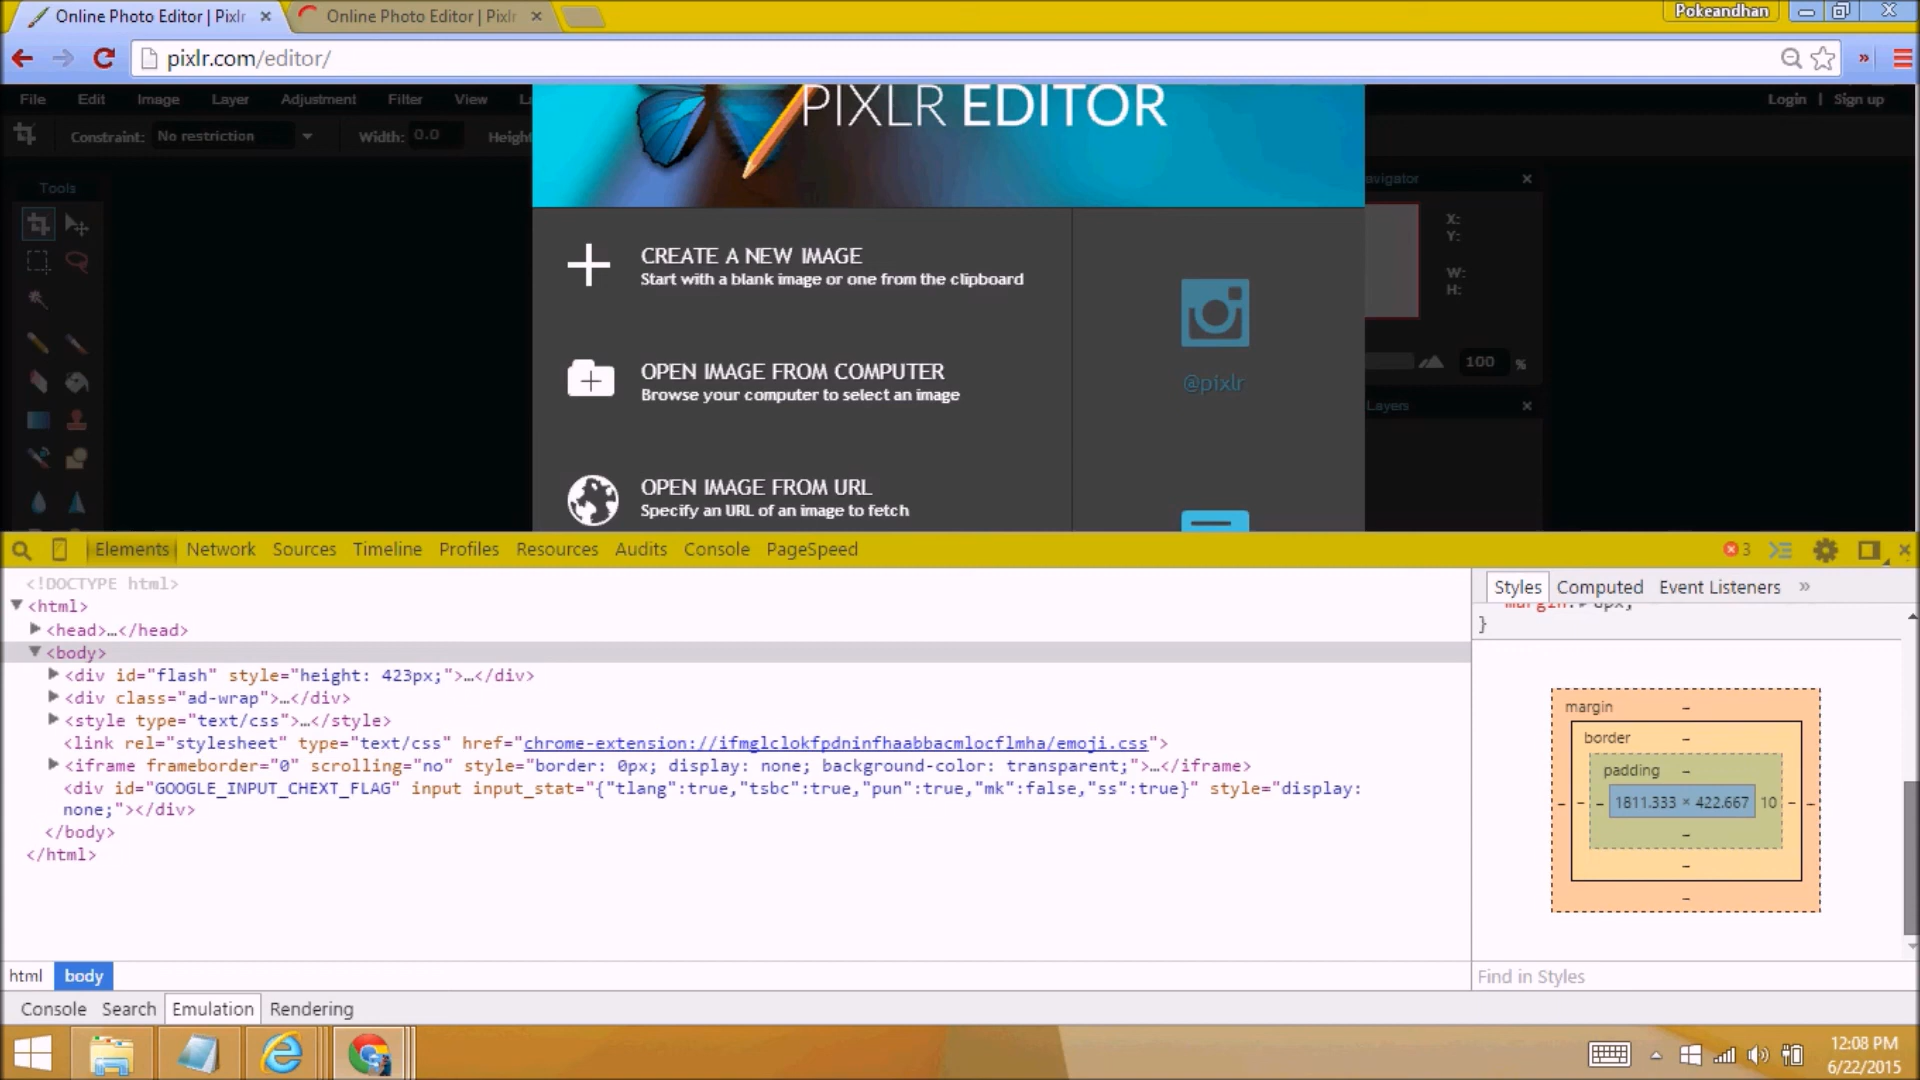 Online Photo Editor | Pixlr
Online Photo Editor | Pixlr
Pokeandhan
pixlr.com/editor/
File Edit Image Layer Adjustment Filter View
Login | Sign up
PIXLR EDITOR
Constraint: No restriction Width: 0.0
Tools
X:
Y:
W:
H:
100 %
CREATE A NEW IMAGE
Start with a blank image or one from the clipboard
OPEN IMAGE FROM COMPUTER
Browse your computer to select an image
OPEN IMAGE FROM URL
Specify an URL of an image to fetch
@pixlr
Layers
Elements Network Sources Timeline Profiles Resources Audits Console PageSpeed
3
<!DOCTYPE html>
<html>
<head>…</head>
<body>
<div id="flash" style="height: 423px;">…</div>
<div class="ad-wrap">…</div>
<style type="text/css">…</style>
<link rel="stylesheet" type="text/css" href="chrome-extension://ifmglclokfpdninfhaabbacmlocflmha/emoji.css">
<iframe frameborder="0" scrolling="no" style="border: 0px; display: none; background-color: transparent;">…</iframe>
<div id="GOOGLE_INPUT_CHEXT_FLAG" input input_stat="{"tlang":true,"tsbc":true,"pun":true,"mk":false,"ss":true}" style="display:
none;"></div>
</body>
</html>
Styles Computed Event Listeners »
}
margin –
border –
padding –
– – – 1811.333 × 422.667 10 – –
–
–
–
html body
Find in Styles
Console Search Emulation Rendering
12:08 PM
6/22/2015